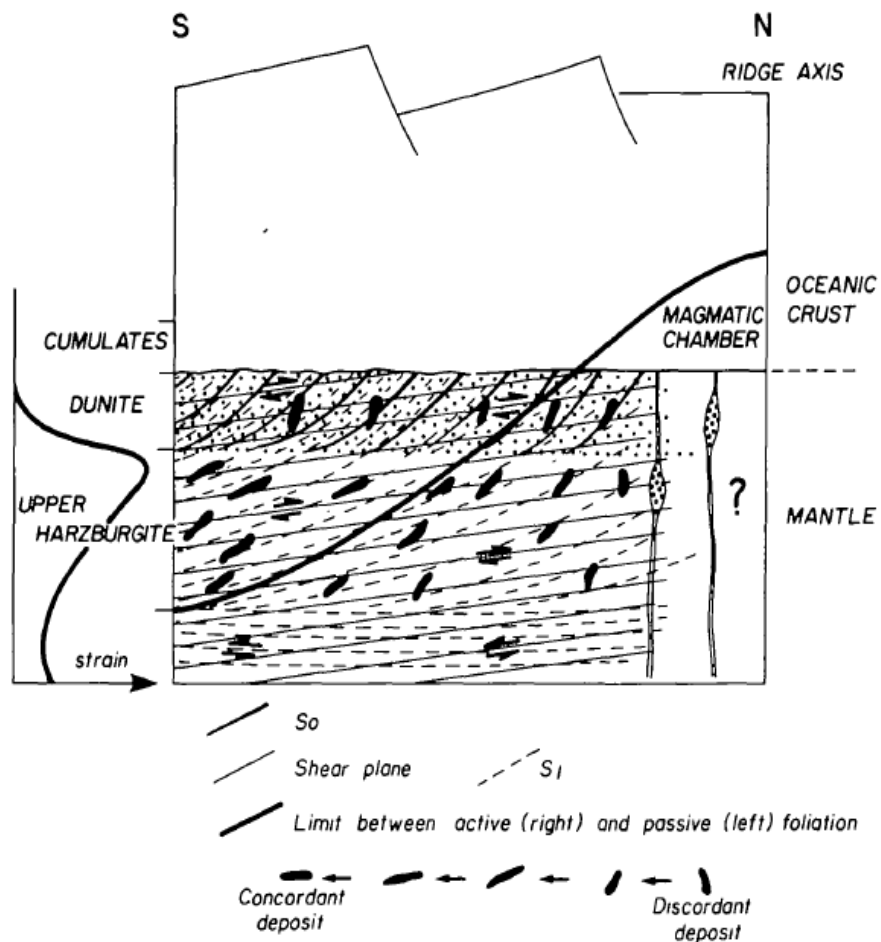 S
N
RIDGE AXIS
OCEANIC
CRUST
MAGMATIC
CHAMBER
CUMULATES
DUNITE
UPPER
HARZBURGITE
?
MANTLE
strain
So
Shear plane
S1
Limit between active (right) and passive (left) foliation
Concordant
deposit
Discordant
deposit